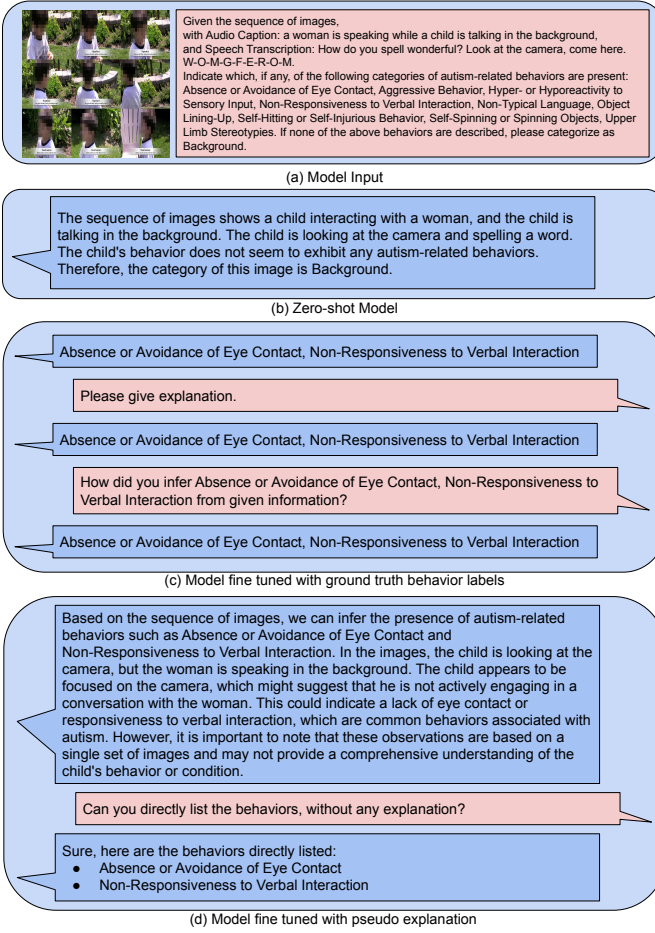 Given the sequence of images,
with Audio Caption: a woman is speaking while a child is talking in the background,
and Speech Transcription: How do you spell wonderful? Look at the camera, come here.
W-O-M-G-F-E-R-O-M.
Indicate which, if any, of the following categories of autism-related behaviors are present:
Absence or Avoidance of Eye Contact, Aggressive Behavior, Hyper- or Hyporeactivity to
Sensory Input, Non-Responsiveness to Verbal Interaction, Non-Typical Language, Object
Lining-Up, Self-Hitting or Self-Injurious Behavior, Self-Spinning or Spinning Objects, Upper
Limb Stereotypies. If none of the above behaviors are described, please categorize as
Background.
(a) Model Input
The sequence of images shows a child interacting with a woman, and the child is
talking in the background. The child is looking at the camera and spelling a word.
The child's behavior does not seem to exhibit any autism-related behaviors.
Therefore, the category of this image is Background.
(b) Zero-shot Model
Absence or Avoidance of Eye Contact, Non-Responsiveness to Verbal Interaction
Please give explanation.
Absence or Avoidance of Eye Contact, Non-Responsiveness to Verbal Interaction
How did you infer Absence or Avoidance of Eye Contact, Non-Responsiveness to
Verbal Interaction from given information?
Absence or Avoidance of Eye Contact, Non-Responsiveness to Verbal Interaction
(c) Model fine tuned with ground truth behavior labels
Based on the sequence of images, we can infer the presence of autism-related
behaviors such as Absence or Avoidance of Eye Contact and
Non-Responsiveness to Verbal Interaction. In the images, the child is looking at the
camera, but the woman is speaking in the background. The child appears to be
focused on the camera, which might suggest that he is not actively engaging in a
conversation with the woman. This could indicate a lack of eye contact or
responsiveness to verbal interaction, which are common behaviors associated with
autism. However, it is important to note that these observations are based on a
single set of images and may not provide a comprehensive understanding of the
child's behavior or condition.
Can you directly list the behaviors, without any explanation?
Sure, here are the behaviors directly listed:
● Absence or Avoidance of Eye Contact
● Non-Responsiveness to Verbal Interaction
(d) Model fine tuned with pseudo explanation